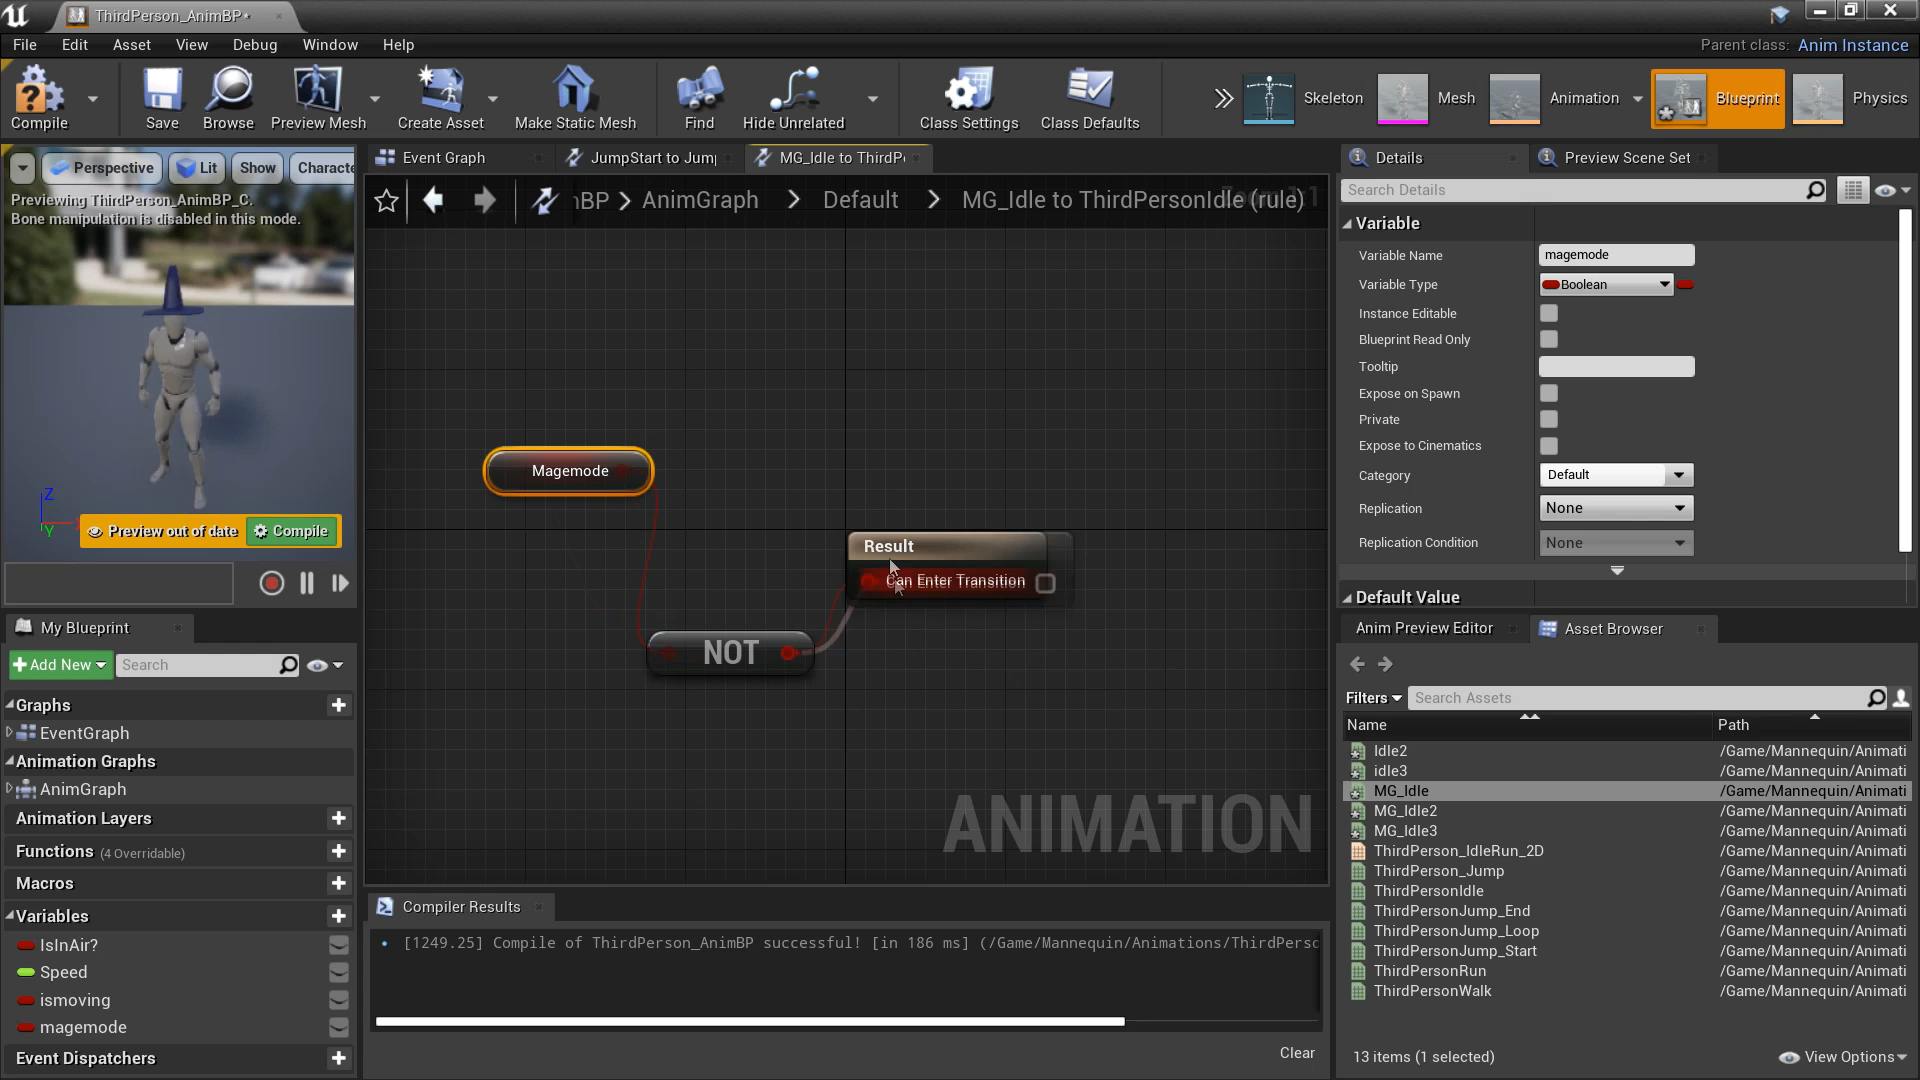 ThirdPerson_AnimBP*
File Edit Asset View Debug Window Help
Parent class: Anim Instance
Compile Save Browse Preview Mesh Create Asset Make Static Mesh Find Hide Unrelated Class Settings Class Defaults Skeleton Mesh Animation Blueprint Physics
Perspective Lit Show Characte
Previewing ThirdPerson_AnimBP_C.
Bone manipulation is disabled in this mode.
Z
Y
Preview out of date Compile
My Blueprint
Add New Search
Graphs
EventGraph
Animation Graphs
AnimGraph
Animation Layers
Functions (4 Overridable)
Macros
Variables
IsInAir?
Speed
ismoving
magemode
Event Dispatchers
Event Graph JumpStart to Jum MG_Idle to ThirdP
BP AnimGraph Default MG_Idle to ThirdPersonIdle (rule)
Magemode
Result
Can Enter Transition
NOT
ANIMATION
Compiler Results
[1249.25] Compile of ThirdPerson_AnimBP successful! [in 186 ms] (/Game/Mannequin/Animations/ThirdPerso
Clear
Details Preview Scene Set
Search Details
Variable
Variable Name magemode
Variable Type Boolean
Instance Editable
Blueprint Read Only
Tooltip
Expose on Spawn
Private
Expose to Cinematics
Category Default
Replication None
Replication Condition None
Default Value
Anim Preview Editor Asset Browser
Filters Search Assets
Name Path
Idle2 /Game/Mannequin/Animati
idle3 /Game/Mannequin/Animati
MG_Idle /Game/Mannequin/Animati
MG_Idle2 /Game/Mannequin/Animati
MG_Idle3 /Game/Mannequin/Animati
ThirdPerson_IdleRun_2D /Game/Mannequin/Animati
ThirdPerson_Jump /Game/Mannequin/Animati
ThirdPersonIdle /Game/Mannequin/Animati
ThirdPersonJump_End /Game/Mannequin/Animati
ThirdPersonJump_Loop /Game/Mannequin/Animati
ThirdPersonJump_Start /Game/Mannequin/Animati
ThirdPersonRun /Game/Mannequin/Animati
ThirdPersonWalk /Game/Mannequin/Animati
13 items (1 selected) View Options